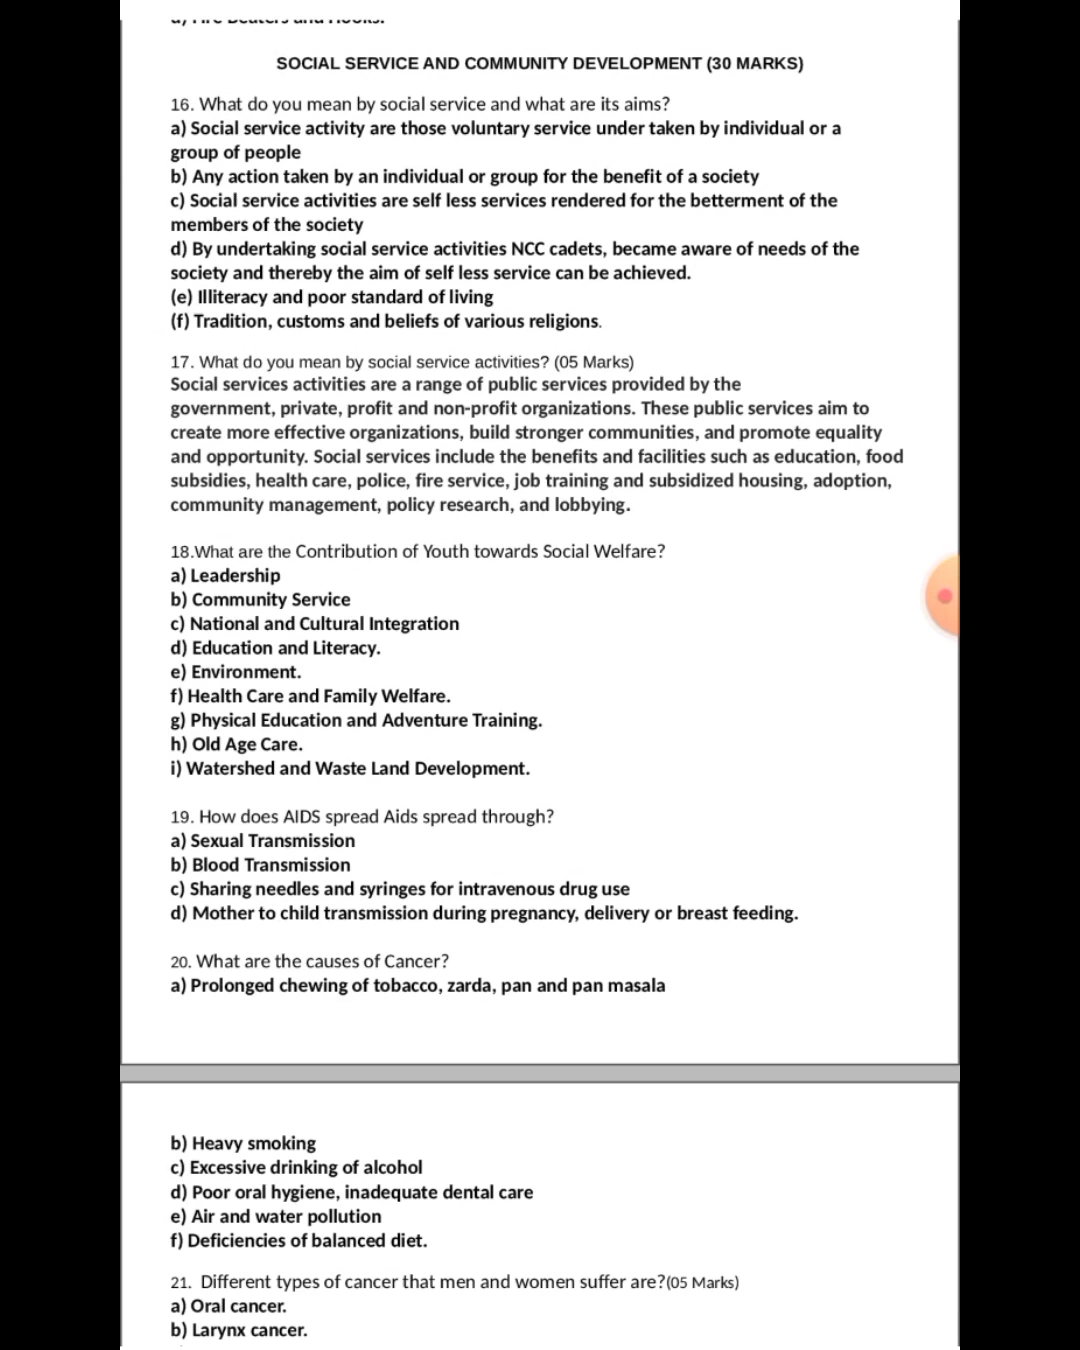 SOCIAL SERVICE AND COMMUNITY DEVELOPMENT (30 MARKS)
16. What do you mean by social service and what are its aims?
a) Social service activity are those voluntary service under taken by individual or a
group of people
b) Any action taken by an individual or group for the benefit of a society
c) Social service activities are self less services rendered for the betterment of the
members of the society
d) By undertaking social service activities NCC cadets, became aware of needs of the
society and thereby the aim of self less service can be achieved.
(e) Illiteracy and poor standard of living
(f) Tradition, customs and beliefs of various religions.
17. What do you mean by social service activities? (05 Marks)
Social services activities are a range of public services provided by the
government, private, profit and non-profit organizations. These public services aim to
create more effective organizations, build stronger communities, and promote equality
and opportunity. Social services include the benefits and facilities such as education, food
subsidies, health care, police, fire service, job training and subsidized housing, adoption,
community management, policy research, and lobbying.
18.What are the Contribution of Youth towards Social Welfare?
a) Leadership
b) Community Service
c) National and Cultural Integration
d) Education and Literacy.
e) Environment.
f) Health Care and Family Welfare.
g) Physical Education and Adventure Training.
h) Old Age Care.
i) Watershed and Waste Land Development.
19. How does AIDS spread Aids spread through?
a) Sexual Transmission
b) Blood Transmission
c) Sharing needles and syringes for intravenous drug use
d) Mother to child transmission during pregnancy, delivery or breast feeding.
20. What are the causes of Cancer?
a) Prolonged chewing of tobacco, zarda, pan and pan masala
b) Heavy smoking
c) Excessive drinking of alcohol
d) Poor oral hygiene, inadequate dental care
e) Air and water pollution
f) Deficiencies of balanced diet.
21. Different types of cancer that men and women suffer are?(05 Marks)
a) Oral cancer.
b) Larynx cancer.